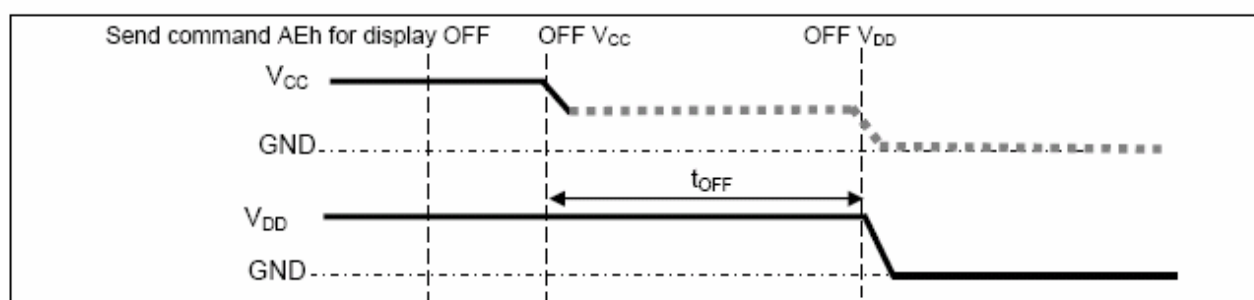 Send command AEh for display OFF OFF VCC OFF VDD
VCC
GND
tOFF
VDD
GND